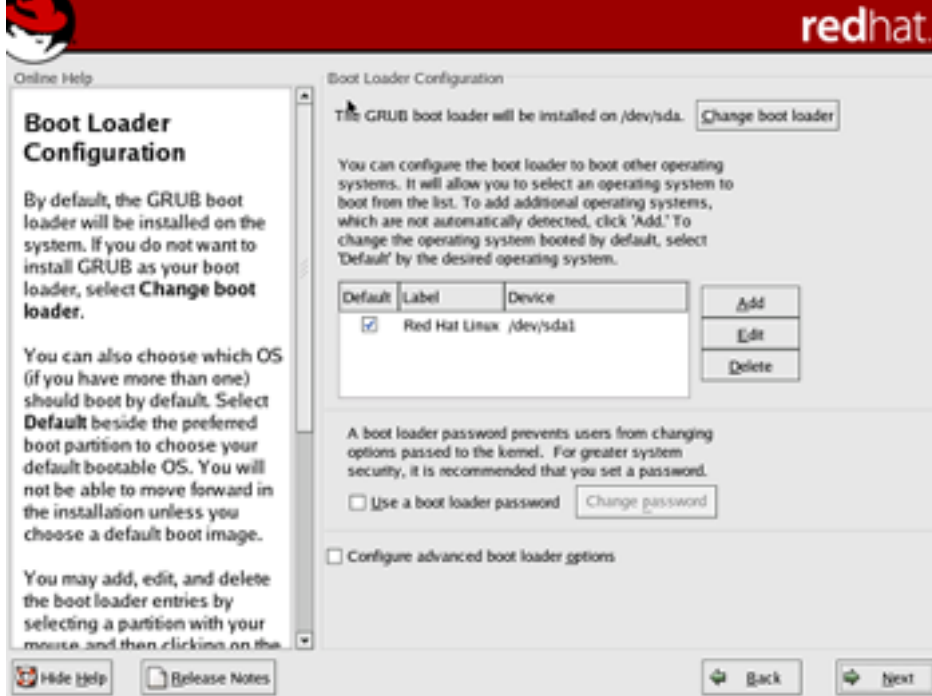 redhat.
Online Help
Boot Loader
Configuration
By default, the GRUB boot
loader will be installed on the
system. If you do not want to
install GRUB as your boot
loader, select Change boot
loader.
You can also choose which OS
(if you have more than one)
should boot by default. Select
Default beside the preferred
boot partition to choose your
default bootable OS. You will
not be able to move forward in
the installation unless you
choose a default boot image.
You may add, edit, and delete
the boot loader entries by
selecting a partition with your
mouse and then clicking on the
Boot Loader Configuration
The GRUB boot loader will be installed on /dev/sda.
Change boot loader
You can configure the boot loader to boot other operating
systems. It will allow you to select an operating system to
boot from the list. To add additional operating systems,
which are not automatically detected, click 'Add.' To
change the operating system booted by default, select
'Default' by the desired operating system.
Default Label Device
Red Hat Linux /dev/sda1
Add
Edit
Delete
A boot loader password prevents users from changing
options passed to the kernel. For greater system
security, it is recommended that you set a password.
Use a boot loader password
Change password
Configure advanced boot loader options
Hide Help
Release Notes
Back
Next